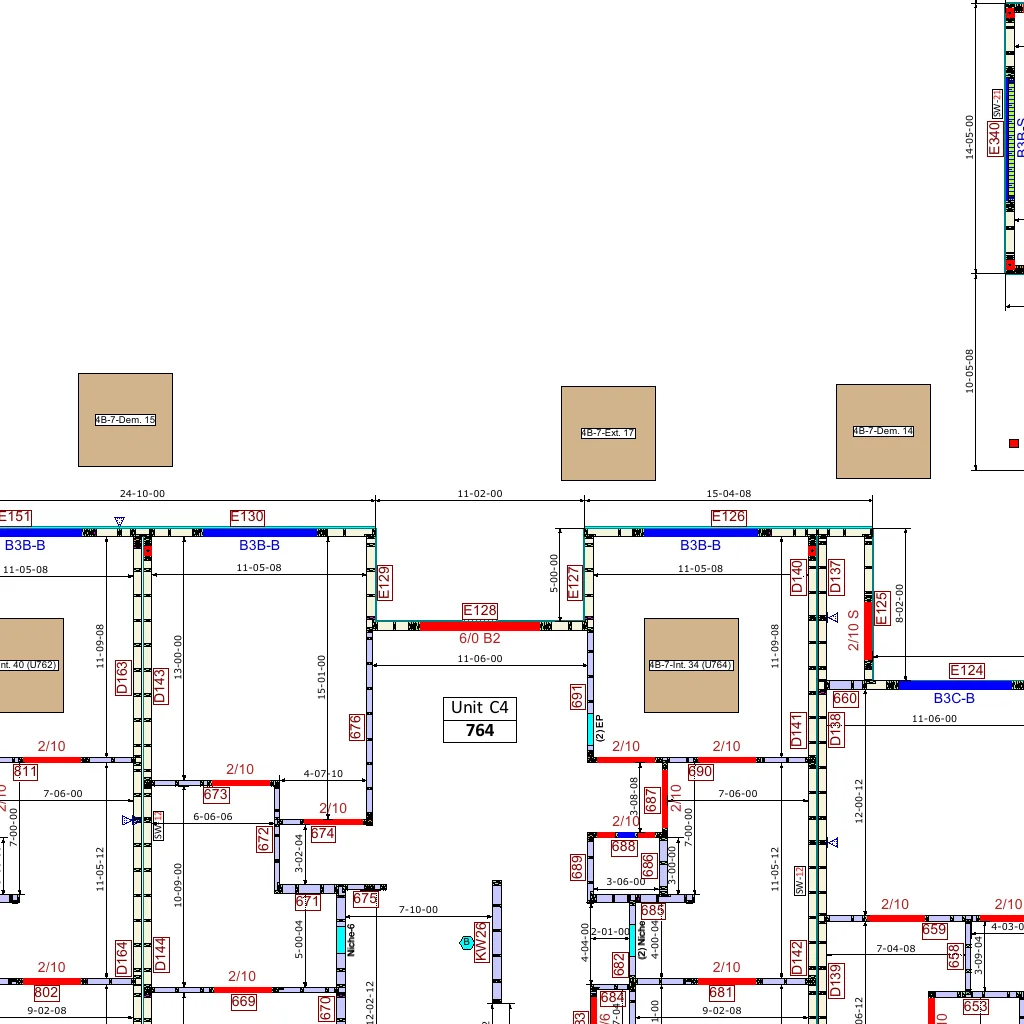 14-05-00
SW-21
E340
B3B-S
10-05-08
4B-7-Dem. 15
4B-7-Ext. 17
4B-7-Dem. 14
24-10-00
11-02-00
15-04-08
E151
E130
E126
B3B-B
B3B-B
B3B-B
11-05-08
11-05-08
11-05-08
E129
5-00-00
E127
D140
D137
E125
8-02-00
2/10 S
E128
6/0 B2
11-06-00
11-09-08
13-00-00
15-01-00
11-09-08
nt. 40 (U762)
4B-7-Int. 34 (U764)
D163
D143
676
691
(2) EP
Unit C4
764
D141
D138
660
E124
B3C-B
11-06-00
2/10
811
2/10
673
4-07-10
2/10
2/10
690
7-06-00
6-06-06
SW-12
672
2/10
674
3-08-08
687
2/10
7-06-00
7-00-00
7-00-00
12-00-12
2/10
688
3-02-04
689
686
3-00-00
11-05-12
10-09-00
11-05-12
SW-12
3-06-00
671
675
685
7-10-00
2/10
2/10
659
4-03-0
5-00-04
Niche-6
B
KW26
4-04-00
2-01-00
(2) Niche
4-00-04
682
D164
D144
D142
D139
7-04-08
658
3-09-04
2/10
802
2/10
669
670
12-02-12
684
2/10
681
653
9-02-08
9-02-08
7-04
1-00
06-12